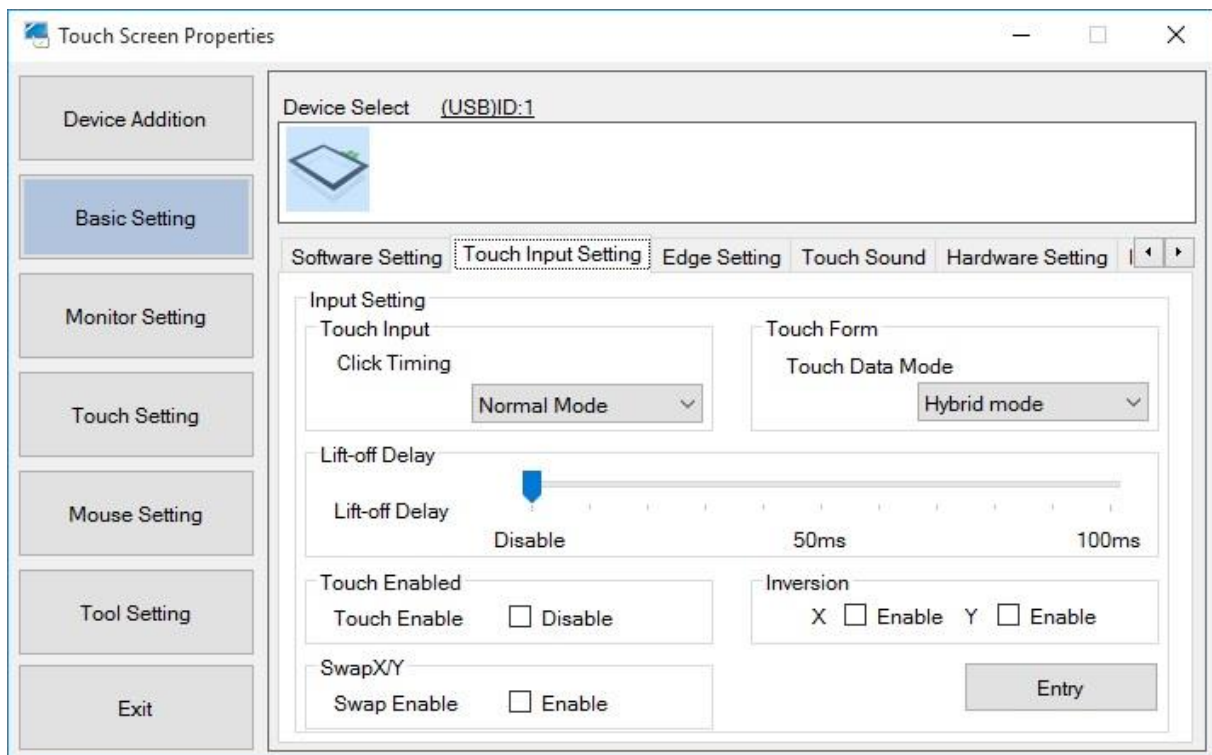 Touch Screen Properties
Device Addition
Basic Setting
Monitor Setting
Touch Setting
Mouse Setting
Tool Setting
Exit
Device Select (USB)ID:1
Software Setting Touch Input Setting Edge Setting Touch Sound Hardware Setting
Input Setting
Touch Input
Click Timing
Normal Mode
Touch Form
Touch Data Mode
Hybrid mode
Lift-off Delay
Lift-off Delay
Disable 50ms 100ms
Touch Enabled
Touch Enable Disable
Inversion
X Enable Y Enable
SwapX/Y
Swap Enable Enable
Entry